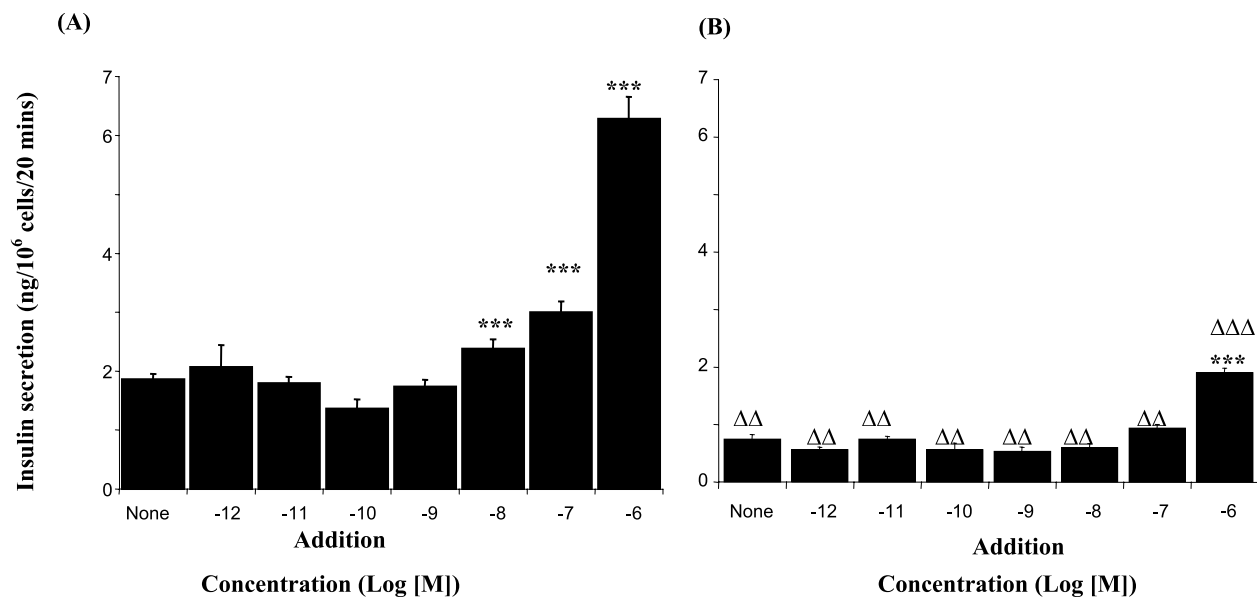 (A)
Insulin secretion (ng/10⁶ cells/20 mins)
7
6
4
2
0
***
***
***
None -12 -11 -10 -9 -8 -7 -6
Addition
Concentration (Log [M])
(B)
7
6
4
2
0
ΔΔ ΔΔ ΔΔ ΔΔ ΔΔ ΔΔ ΔΔ ΔΔΔ
***
None -12 -11 -10 -9 -8 -7 -6
Addition
Concentration (Log [M])